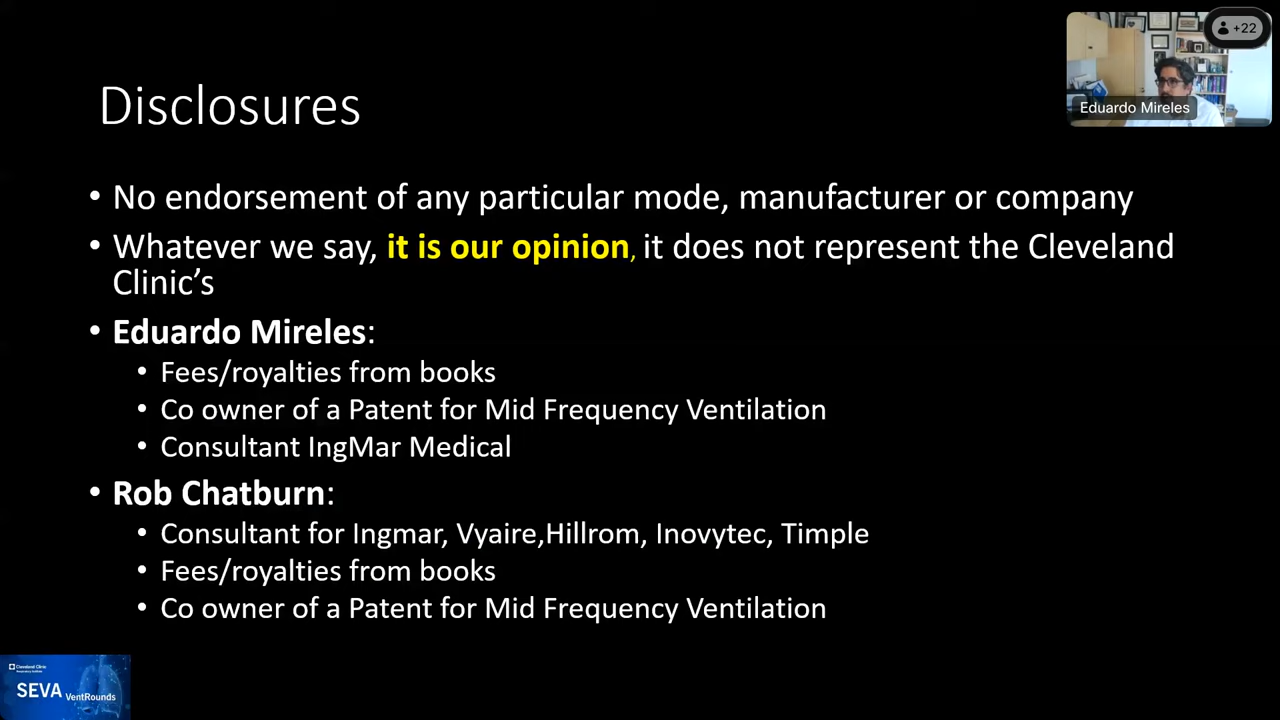 +22
Eduardo Mireles
Disclosures
• No endorsement of any particular mode, manufacturer or company
• Whatever we say, it is our opinion, it does not represent the Cleveland
Clinic’s
• Eduardo Mireles:
• Fees/royalties from books
• Co owner of a Patent for Mid Frequency Ventilation
• Consultant IngMar Medical
• Rob Chatburn:
• Consultant for Ingmar, Vyaire,Hillrom, Inovytec, Timple
• Fees/royalties from books
• Co owner of a Patent for Mid Frequency Ventilation
Cleveland Clinic
SEVA VentRounds